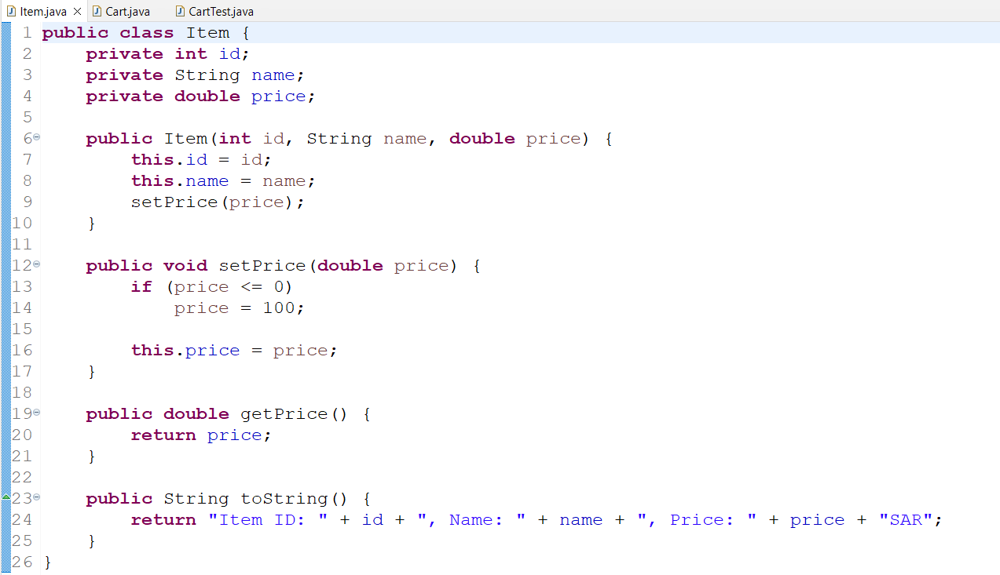 Item.java Cart.java CartTest.java
1 public class Item {
2     private int id;
3     private String name;
4     private double price;
5
6     public Item(int id, String name, double price) {
7         this.id = id;
8         this.name = name;
9         setPrice(price);
10     }
11
12     public void setPrice(double price) {
13         if (price <= 0)
14             price = 100;
15
16         this.price = price;
17     }
18
19     public double getPrice() {
20         return price;
21     }
22
23     public String toString() {
24         return "Item ID: " + id + ", Name: " + name + ", Price: " + price + "SAR";
25     }
26 }